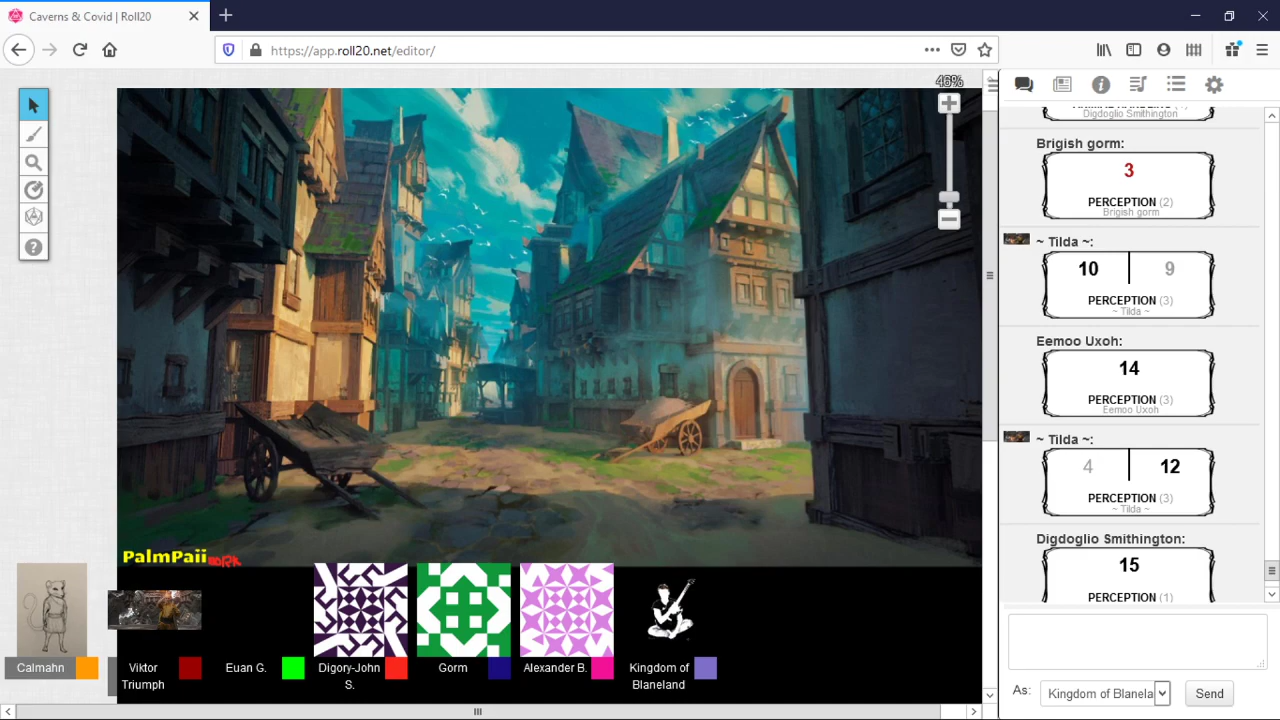 Caverns & Covid | Roll20
https://app.roll20.net/editor/
46%
Digdoglio Smithington
Brigish gorm:
3
PERCEPTION (2)
Brigish gorm
~ Tilda ~:
10 9
PERCEPTION (3)
~ Tilda ~
Eemoo Uxoh:
14
PERCEPTION (3)
Eemoo Uxoh
~ Tilda ~:
4 12
PERCEPTION (3)
~ Tilda ~
Digdoglio Smithington:
15
PERCEPTION (1)
PalmPaii WORK
Calmahn
Viktor
Triumph
Euan G.
Digory-John
S.
Gorm
Alexander B.
Kingdom of
Blaneland
As:
Kingdom of Blanela
Send